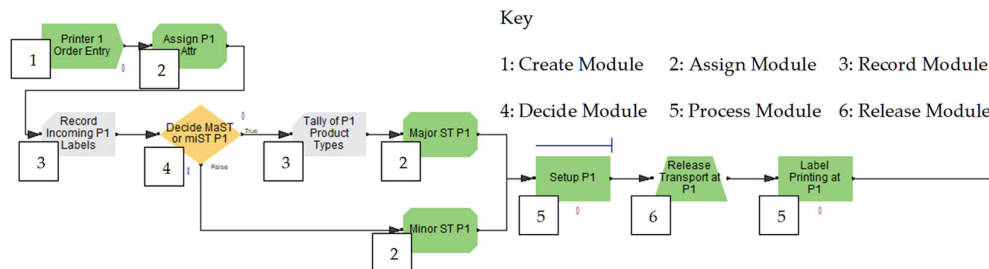 Key
1: Create Module 2: Assign Module 3: Record Module
4: Decide Module 5: Process Module 6: Release Module
Printer 1
Order Entry
1
0
Assign P1
Attr
2
Record
Incoming P1
Labels
3
Decide MaST
or miST P1
4
0
True
0
False
Tally of P1
Product
Types
3
Major ST P1
2
Minor ST P1
2
Setup P1
5
0
Release
Transport at
P1
6
Label
Printing at
P1
5
0